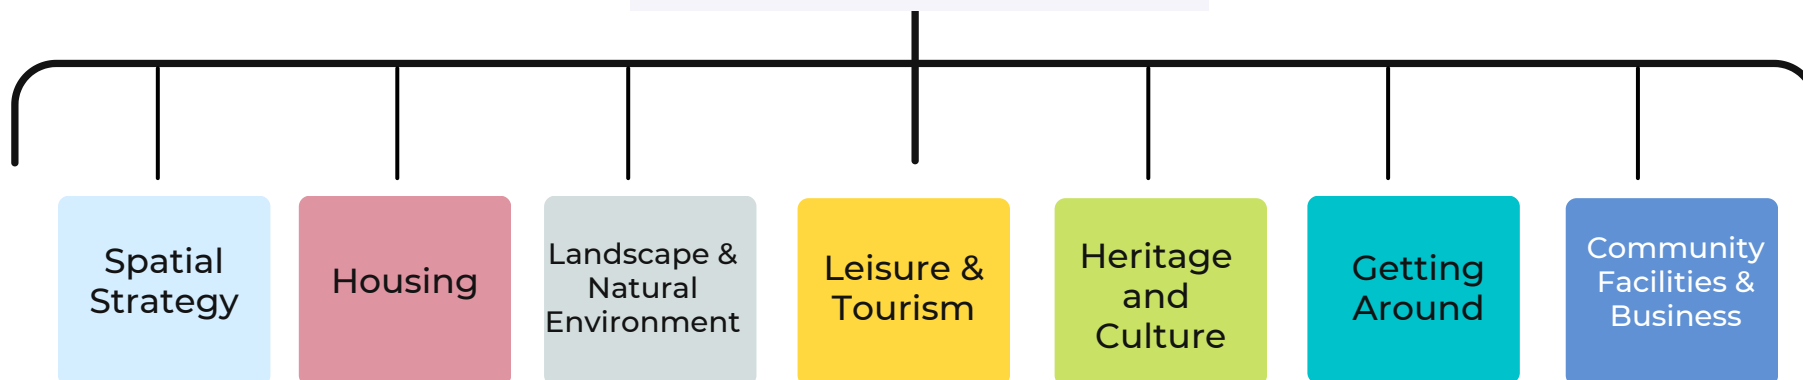 Spatial
Strategy
Housing
Landscape &
Natural
Environment
Leisure &
Tourism
Heritage
and
Culture
Getting
Around
Community
Facilities &
Business